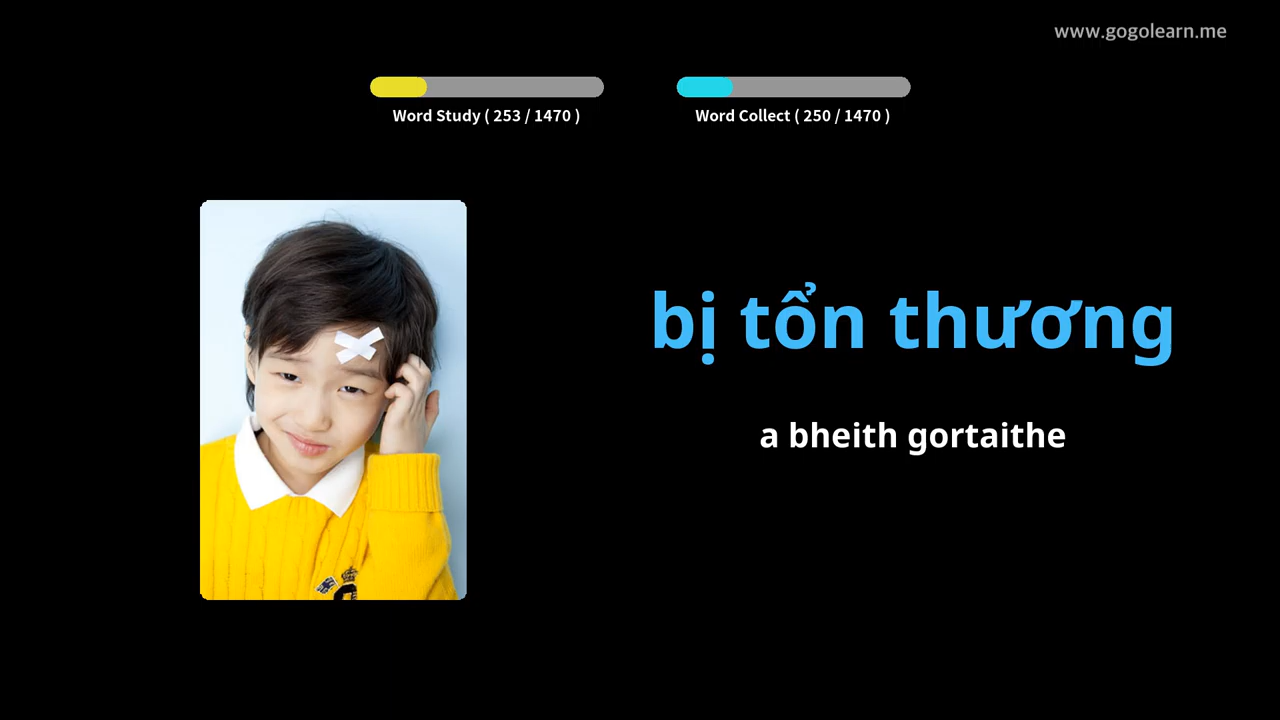 www.gogolearn.me
Word Study ( 253 / 1470 )
Word Collect ( 250 / 1470 )
bị tổn thương
a bheith gortaithe